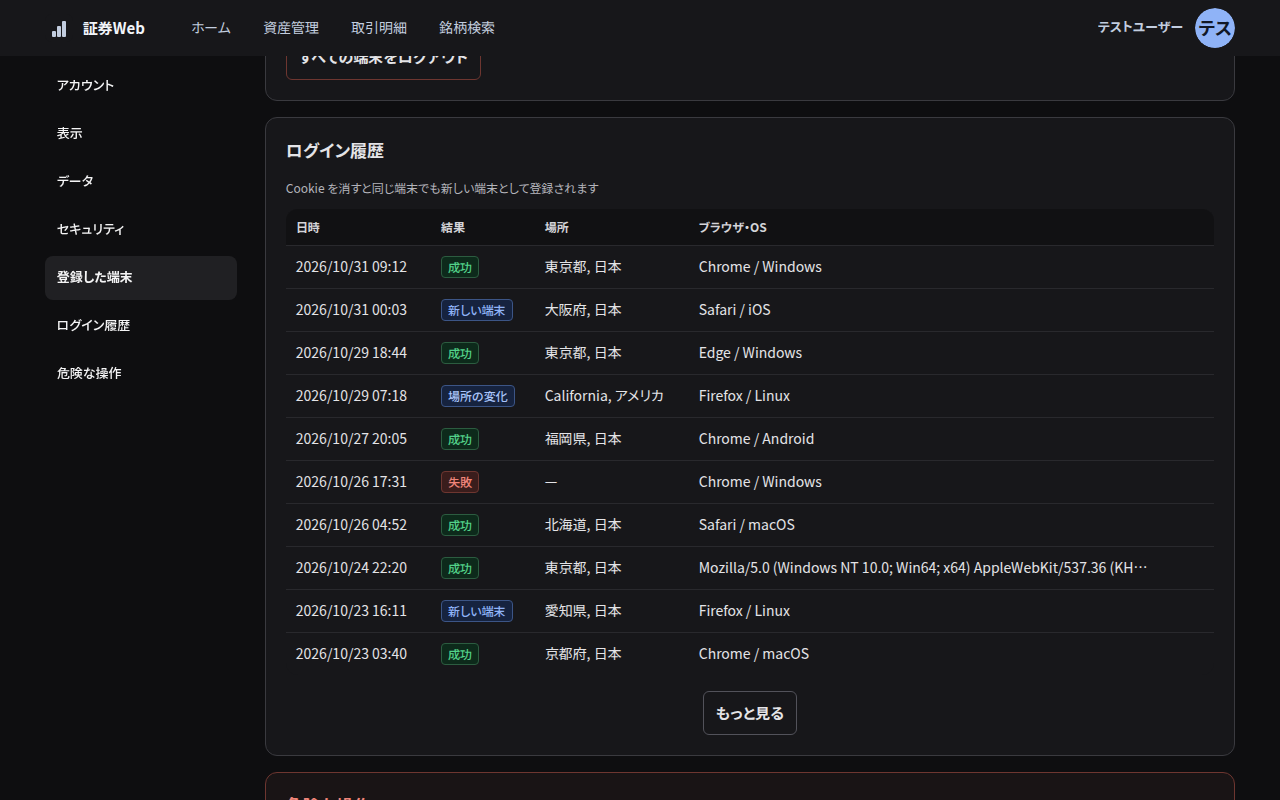 証券Web ホーム 資産管理 取引明細 銘柄検索 テストユーザー テス
すべての端末をログアウト
アカウント
表示
データ
セキュリティ
登録した端末
ログイン履歴
危険な操作
ログイン履歴
Cookie を消すと同じ端末でも新しい端末として登録されます
日時 結果 場所 ブラウザ・OS
2026/10/31 09:12 成功 東京都, 日本 Chrome / Windows
2026/10/31 00:03 新しい端末 大阪府, 日本 Safari / iOS
2026/10/29 18:44 成功 東京都, 日本 Edge / Windows
2026/10/29 07:18 場所の変化 California, アメリカ Firefox / Linux
2026/10/27 20:05 成功 福岡県, 日本 Chrome / Android
2026/10/26 17:31 失敗 — Chrome / Windows
2026/10/26 04:52 成功 北海道, 日本 Safari / macOS
2026/10/24 22:20 成功 東京都, 日本 Mozilla/5.0 (Windows NT 10.0; Win64; x64) AppleWebKit/537.36 (KH…
2026/10/23 16:11 新しい端末 愛知県, 日本 Firefox / Linux
2026/10/23 03:40 成功 京都府, 日本 Chrome / macOS
もっと見る